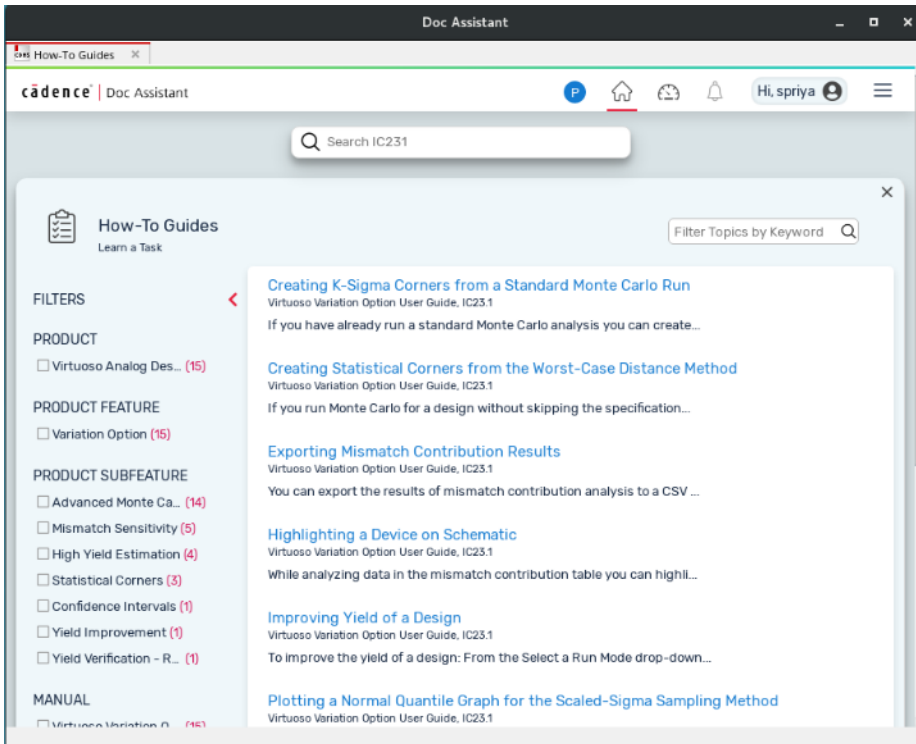 Doc Assistant
How-To Guides
cādence | Doc Assistant
P
Hi, spriya
Search IC231
How-To Guides
Learn a Task
Filter Topics by Keyword
FILTERS
PRODUCT
Virtuoso Analog Des... (15)
PRODUCT FEATURE
Variation Option (15)
PRODUCT SUBFEATURE
Advanced Monte Ca... (14)
Mismatch Sensitivity (5)
High Yield Estimation (4)
Statistical Corners (3)
Confidence Intervals (1)
Yield Improvement (1)
Yield Verification - R... (1)
MANUAL
Virtuoso Variation O... (15)
Creating K-Sigma Corners from a Standard Monte Carlo Run
Virtuoso Variation Option User Guide, IC23.1
If you have already run a standard Monte Carlo analysis you can create...
Creating Statistical Corners from the Worst-Case Distance Method
Virtuoso Variation Option User Guide, IC23.1
If you run Monte Carlo for a design without skipping the specification...
Exporting Mismatch Contribution Results
Virtuoso Variation Option User Guide, IC23.1
You can export the results of mismatch contribution analysis to a CSV ...
Highlighting a Device on Schematic
Virtuoso Variation Option User Guide, IC23.1
While analyzing data in the mismatch contribution table you can highli...
Improving Yield of a Design
Virtuoso Variation Option User Guide, IC23.1
To improve the yield of a design: From the Select a Run Mode drop-down...
Plotting a Normal Quantile Graph for the Scaled-Sigma Sampling Method
Virtuoso Variation Option User Guide, IC23.1